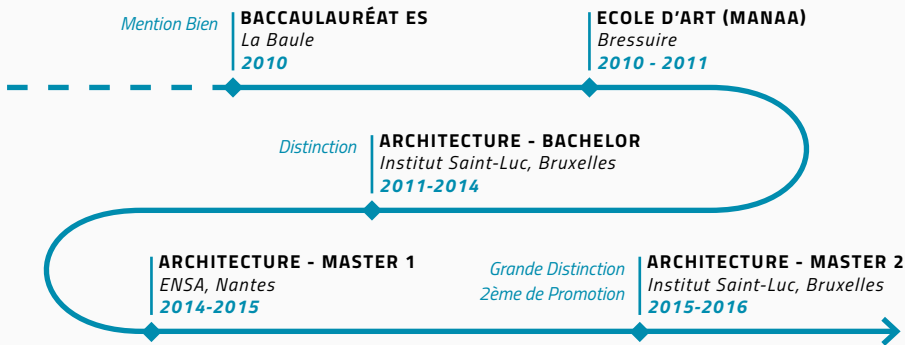 Mention Bien
BACCAULAURÉAT ES
La Baule
2010
ECOLE D'ART (MANAA)
Bressuire
2010 - 2011
Distinction
ARCHITECTURE - BACHELOR
Institut Saint-Luc, Bruxelles
2011-2014
ARCHITECTURE - MASTER 1
ENSA, Nantes
2014-2015
Grande Distinction
2ème de Promotion
ARCHITECTURE - MASTER 2
Institut Saint-Luc, Bruxelles
2015-2016